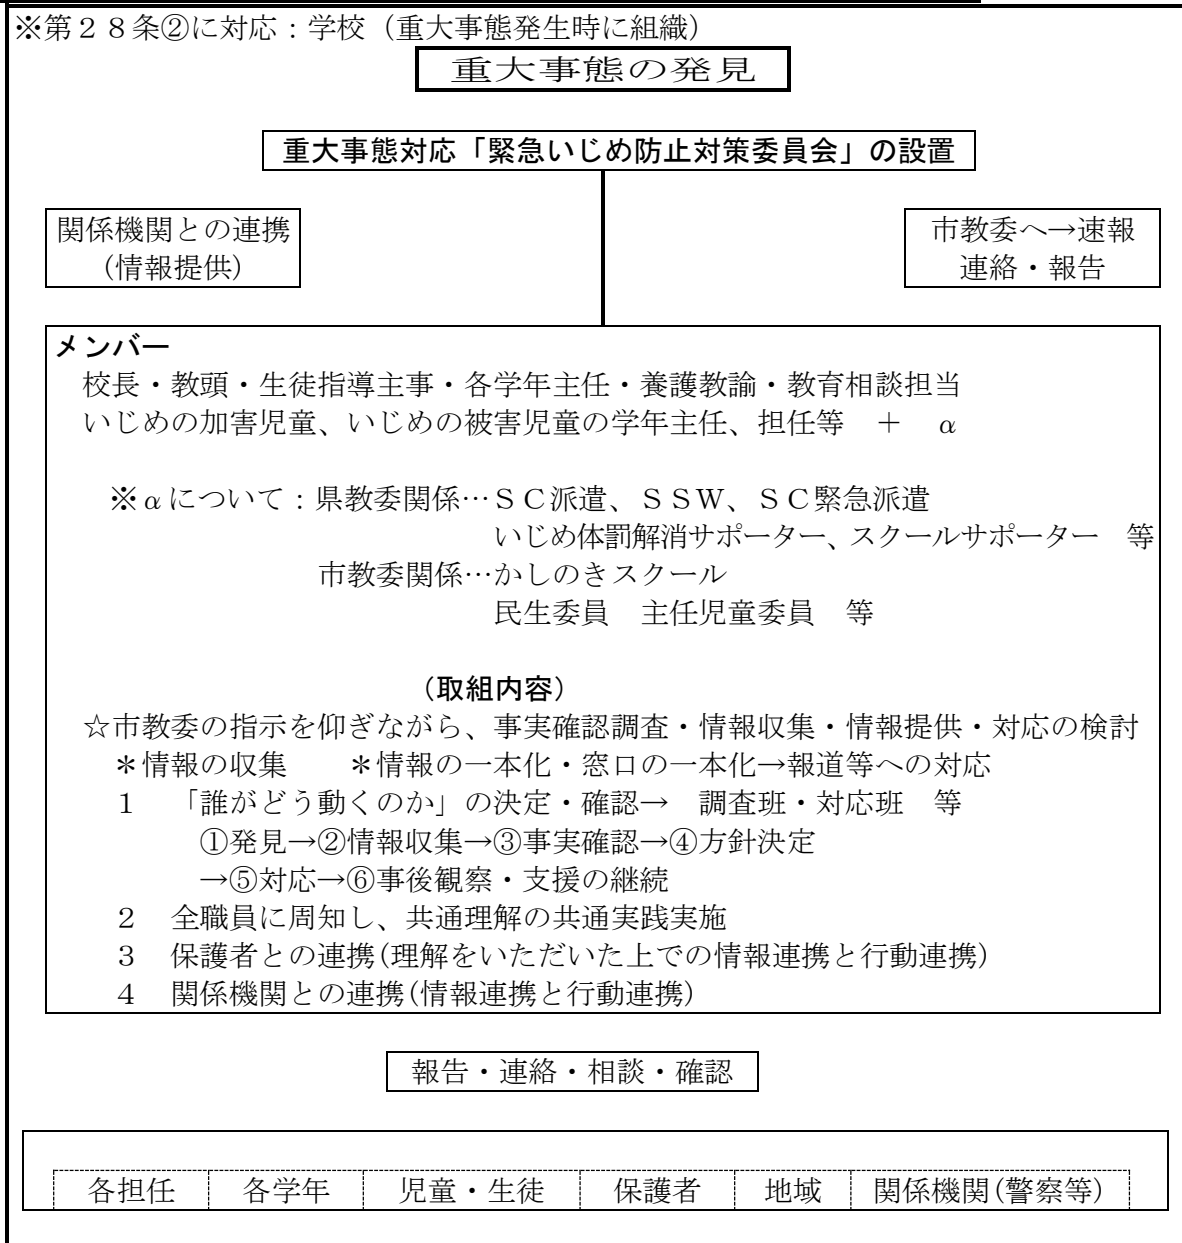 ※第２８条②に対応：学校（重大事態発生時に組織）
重大事態の発見
重大事態対応「緊急いじめ防止対策委員会」の設置
関係機関との連携
（情報提供）
市教委へ→速報
連絡・報告
メンバー
校長・教頭・生徒指導主事・各学年主任・養護教諭・教育相談担当
いじめの加害児童、いじめの被害児童の学年主任、担任等　＋　α
※αについて：県教委関係…ＳＣ派遣、ＳＳＷ、ＳＣ緊急派遣
いじめ体罰解消サポーター、スクールサポーター　等
市教委関係…かしのきスクール
民生委員　主任児童委員　等
（取組内容）
☆市教委の指示を仰ぎながら、事実確認調査・情報収集・情報提供・対応の検討
＊情報の収集　　＊情報の一本化・窓口の一本化→報道等への対応
１　「誰がどう動くのか」の決定・確認→　調査班・対応班　等
①発見→②情報収集→③事実確認→④方針決定
→⑤対応→⑥事後観察・支援の継続
２　全職員に周知し、共通理解の共通実践実施
３　保護者との連携(理解をいただいた上での情報連携と行動連携)
４　関係機関との連携(情報連携と行動連携)
報告・連絡・相談・確認
各担任　各学年　児童・生徒　保護者　地域　関係機関(警察等)